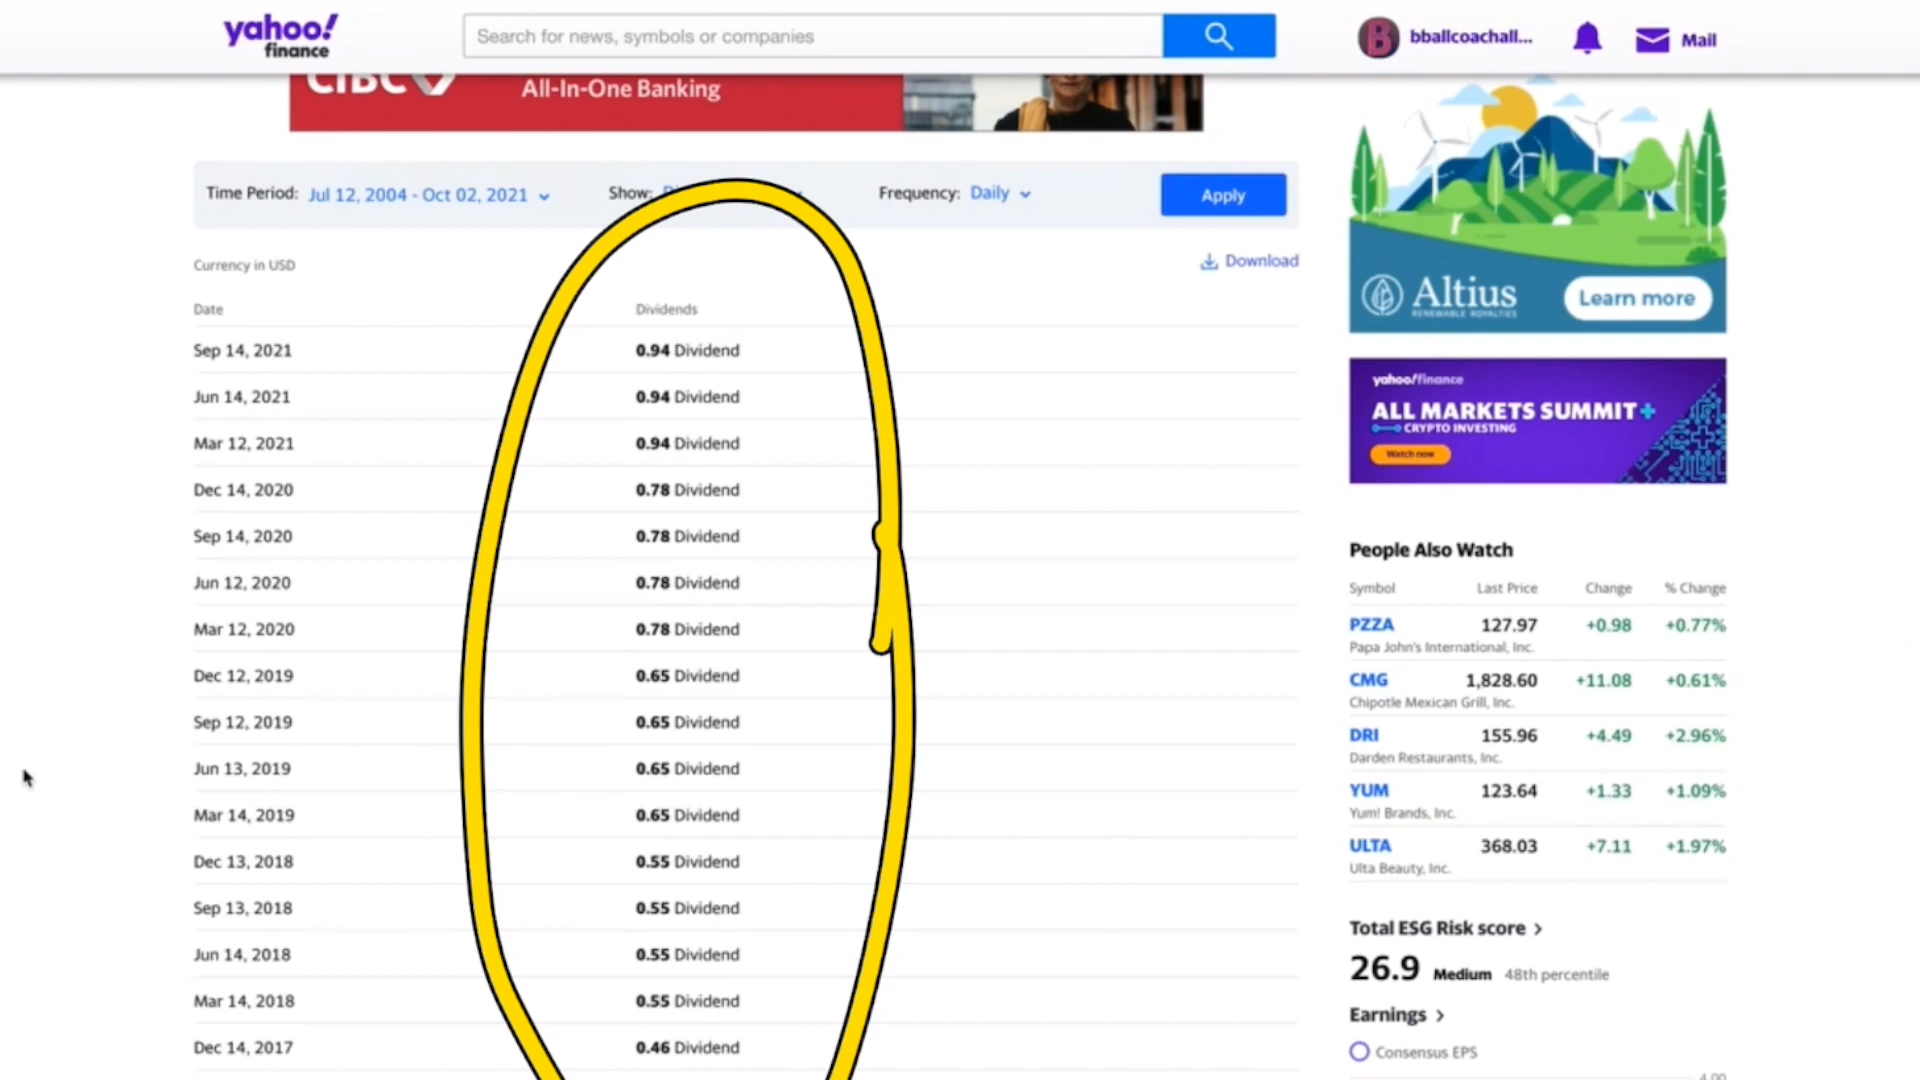 yahoo!
finance
Search for news, symbols or companies
B
bballcoachall...
Mail
CIBC
All-In-One Banking
Time Period: Jul 12, 2004 - Oct 02, 2021
Show:
Frequency: Daily
Apply
Currency in USD
Download
Date Dividends
Sep 14, 2021 0.94 Dividend
Jun 14, 2021 0.94 Dividend
Mar 12, 2021 0.94 Dividend
Dec 14, 2020 0.78 Dividend
Sep 14, 2020 0.78 Dividend
Jun 12, 2020 0.78 Dividend
Mar 12, 2020 0.78 Dividend
Dec 12, 2019 0.65 Dividend
Sep 12, 2019 0.65 Dividend
Jun 13, 2019 0.65 Dividend
Mar 14, 2019 0.65 Dividend
Dec 13, 2018 0.55 Dividend
Sep 13, 2018 0.55 Dividend
Jun 14, 2018 0.55 Dividend
Mar 14, 2018 0.55 Dividend
Dec 14, 2017 0.46 Dividend
Altius
RENEWABLE ROYALTIES
Learn more
yahoo!finance
ALL MARKETS SUMMIT+
CRYPTO INVESTING
Watch now
People Also Watch
Symbol Last Price Change % Change
PZZA 127.97 +0.98 +0.77%
Papa John's International, Inc.
CMG 1,828.60 +11.08 +0.61%
Chipotle Mexican Grill, Inc.
DRI 155.96 +4.49 +2.96%
Darden Restaurants, Inc.
YUM 123.64 +1.33 +1.09%
Yum! Brands, Inc.
ULTA 368.03 +7.11 +1.97%
Ulta Beauty, Inc.
Total ESG Risk score
26.9 Medium 48th percentile
Earnings
Consensus EPS
4.00